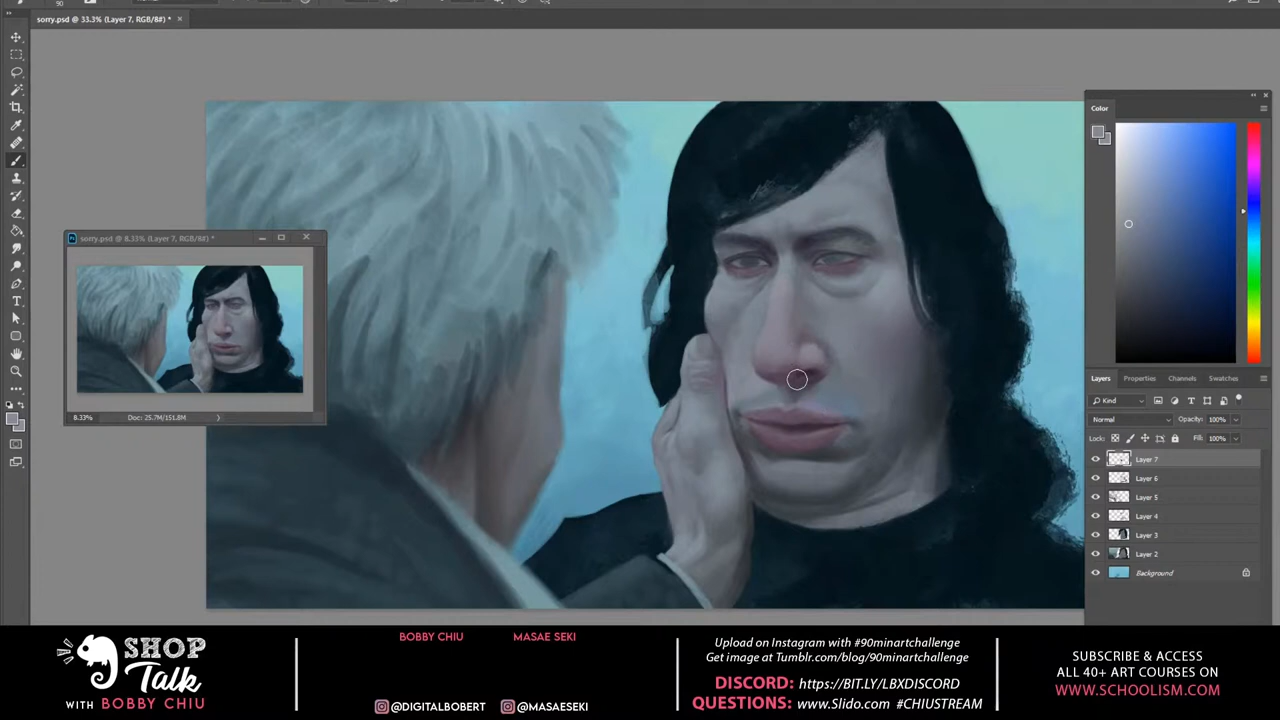 90
sorry.psd @ 33.3% (Layer 7, RGB/8#) *
sorry.psd @ 8.33% (Layer 7, RGB/8#) *
8.33%
Doc: 25.7M/151.8M
Color
Layers
Properties
Channels
Swatches
Kind
Normal
Opacity: 100%
Lock:
Fill: 100%
Layer 7
Layer 6
Layer 5
Layer 4
Layer 3
Layer 2
Background
SHOP
Talk
WITH BOBBY CHIU
BOBBY CHIU
MASAE SEKI
@DIGITALBOBERT
@MASAESEKI
Upload on Instagram with #90minartchallenge
Get image at Tumblr.com/blog/90minartchallenge
DISCORD: https://BIT.LY/LBXDISCORD
QUESTIONS: www.Slido.com #CHIUSTREAM
SUBSCRIBE & ACCESS
ALL 40+ ART COURSES ON
WWW.SCHOOLISM.COM